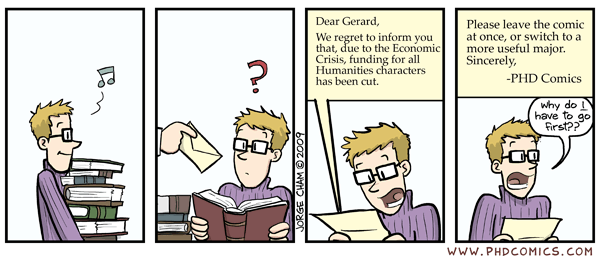 ?
JORGE CHAM © 2009
Dear Gerard,
We regret to inform you
that, due to the Economic
Crisis, funding for all
Humanities characters
has been cut.
Please leave the comic
at once, or switch to a
more useful major.
Sincerely,
-PHD Comics
Why do I
have to go
first??
WWW.PHDCOMICS.COM